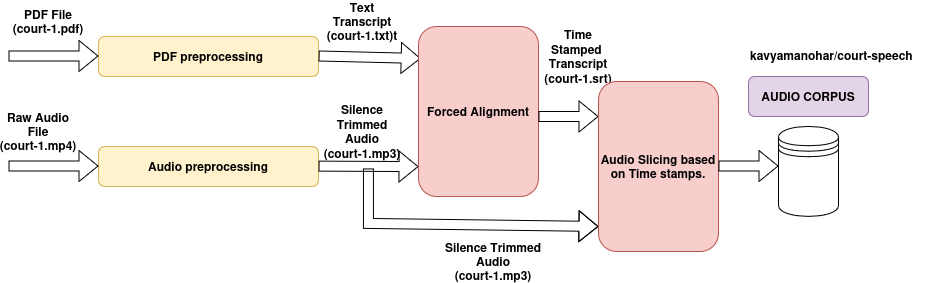 PDF File
(court-1.pdf)
PDF preprocessing
Text
Transcript
(court-1.txt)t
Raw Audio
File
(court-1.mp4)
Audio preprocessing
Silence
Trimmed
Audio
(court-1.mp3)
Forced Alignment
Time
Stamped
Transcript
(court-1.srt)
Silence Trimmed
Audio
(court-1.mp3)
Audio Slicing based
on Time stamps.
kavyamanohar/court-speech
AUDIO CORPUS